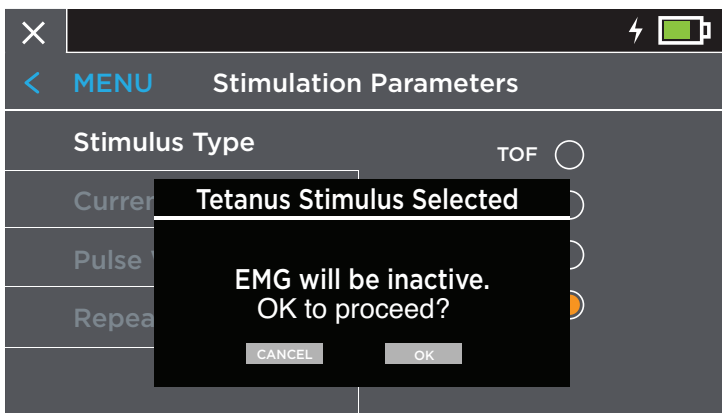 MENU Stimulation Parameters
Stimulus Type
TOF
Tetanus Stimulus Selected
EMG will be inactive.
OK to proceed?
CANCEL OK